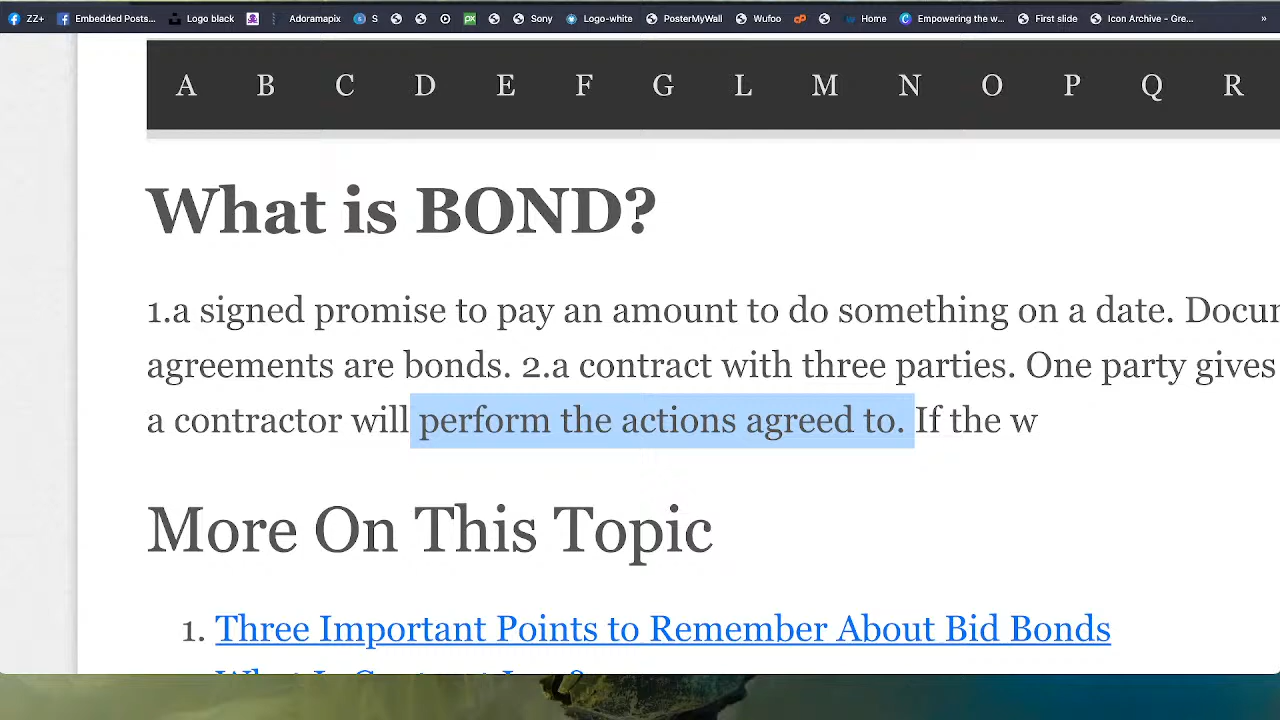 ZZ+ Embedded Posts... Logo black Adoramapix S Sony Logo-white PosterMyWall Wufoo Home Empowering the w... First slide Icon Archive - Gre... »
A B C D E F G L M N O P Q R
What is BOND?
1.a signed promise to pay an amount to do something on a date.
agreements are bonds. 2.a contract with three parties. One party gives
a contractor will perform the actions agreed to. If the w
More On This Topic
1. Three Important Points to Remember About Bid Bonds